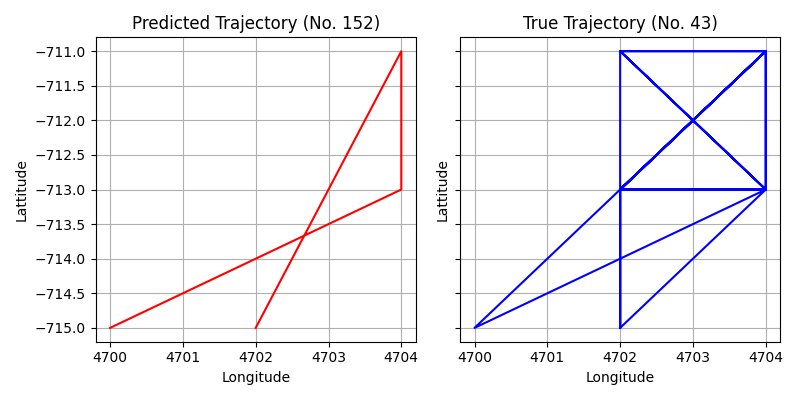 Predicted Trajectory (No. 152)
True Trajectory (No. 43)
−711.0
−711.5
−712.0
−712.5
−713.0
−713.5
−714.0
−714.5
−715.0
Lattitude
Lattitude
4700 4701 4702 4703 4704
4700 4701 4702 4703 4704
Longitude
Longitude